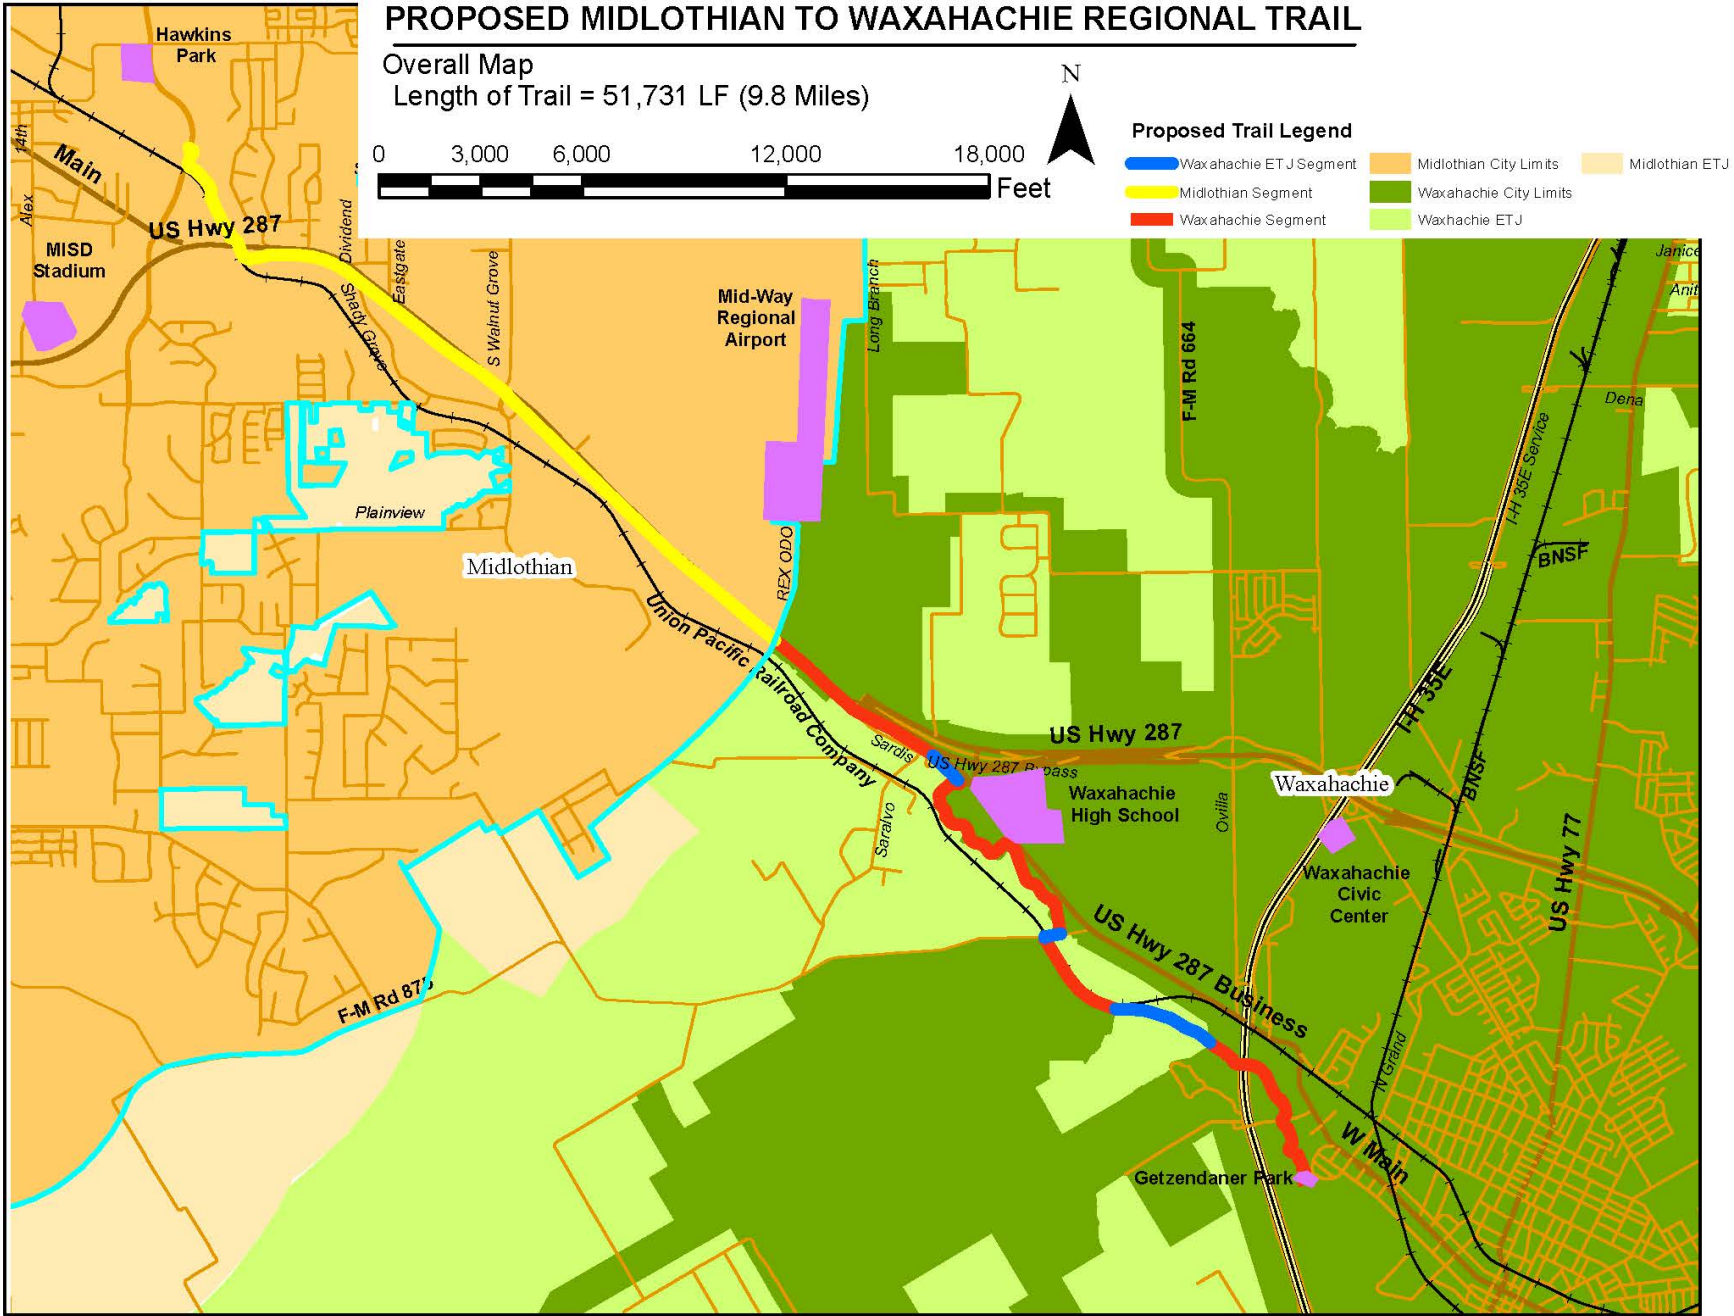 PROPOSED MIDLOTHIAN TO WAXAHACHIE REGIONAL TRAIL
Overall Map
Length of Trail = 51,731 LF (9.8 Miles)
N
0 3,000 6,000 12,000 18,000
Feet
Proposed Trail Legend
Waxahachie ETJ Segment
Midlothian City Limits
Midlothian ETJ
Midlothian Segment
Waxahachie City Limits
Waxahachie Segment
Waxhachie ETJ
Hawkins
Park
14th
Main
Alex
US Hwy 287
MISD
Stadium
Dividend
Eastgate
Shady Grove
S Walnut Grove
Mid-Way
Regional
Airport
Long Branch
F-M Rd 664
Janice
Anit
Dena
I-H 35E Service
BNSF
Plainview
Midlothian
REX ODO
Union Pacific Railroad Company
I-H 35E
US Hwy 287
Sardis
US Hwy 287 Bypass
Waxahachie
High School
Waxahachie
BNSF
Saralvo
Ovilla
US Hwy 77
Waxahachie
Civic
Center
US Hwy 287 Business
F-M Rd 875
N Grand
W Main
Getzendaner Park